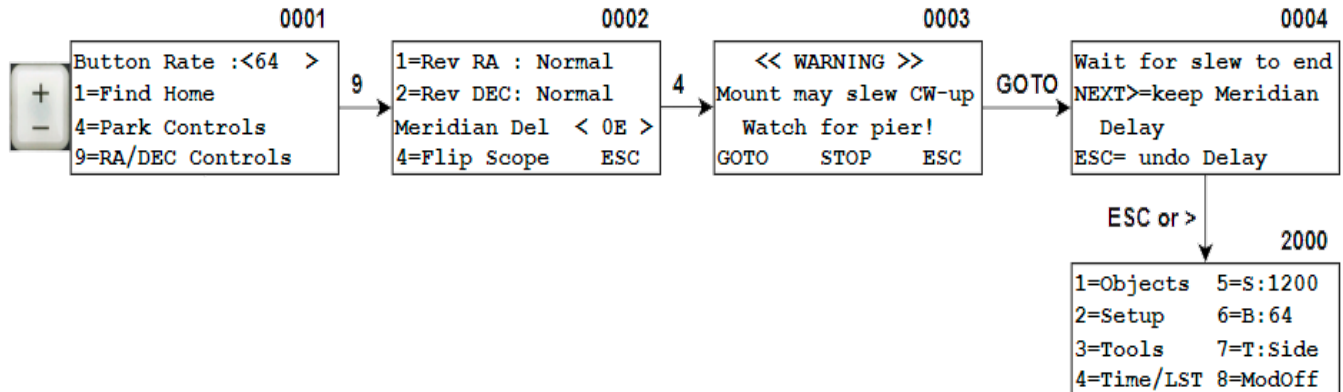 0001
Button Rate :<64 >
1=Find Home
4=Park Controls
9=RA/DEC Controls
+
−
9
0002
1=Rev RA : Normal
2=Rev DEC: Normal
Meridian Del < 0E >
4=Flip Scope ESC
4
0003
<< WARNING >>
Mount may slew CW-up
Watch for pier!
GOTO STOP ESC
GOTO
0004
Wait for slew to end
NEXT>=keep Meridian
Delay
ESC= undo Delay
ESC or >
2000
1=Objects 5=S:1200
2=Setup 6=B:64
3=Tools 7=T:Side
4=Time/LST 8=ModOff